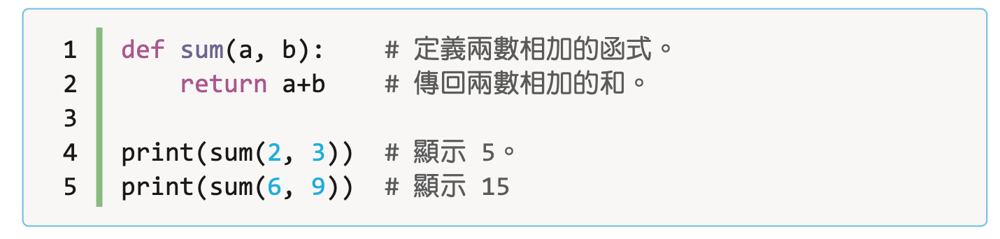 1 def sum(a, b):    # 定義兩數相加的函式。
2     return a+b    # 傳回兩數相加的和。
3
4 print(sum(2, 3))  # 顯示 5。
5 print(sum(6, 9))  # 顯示 15